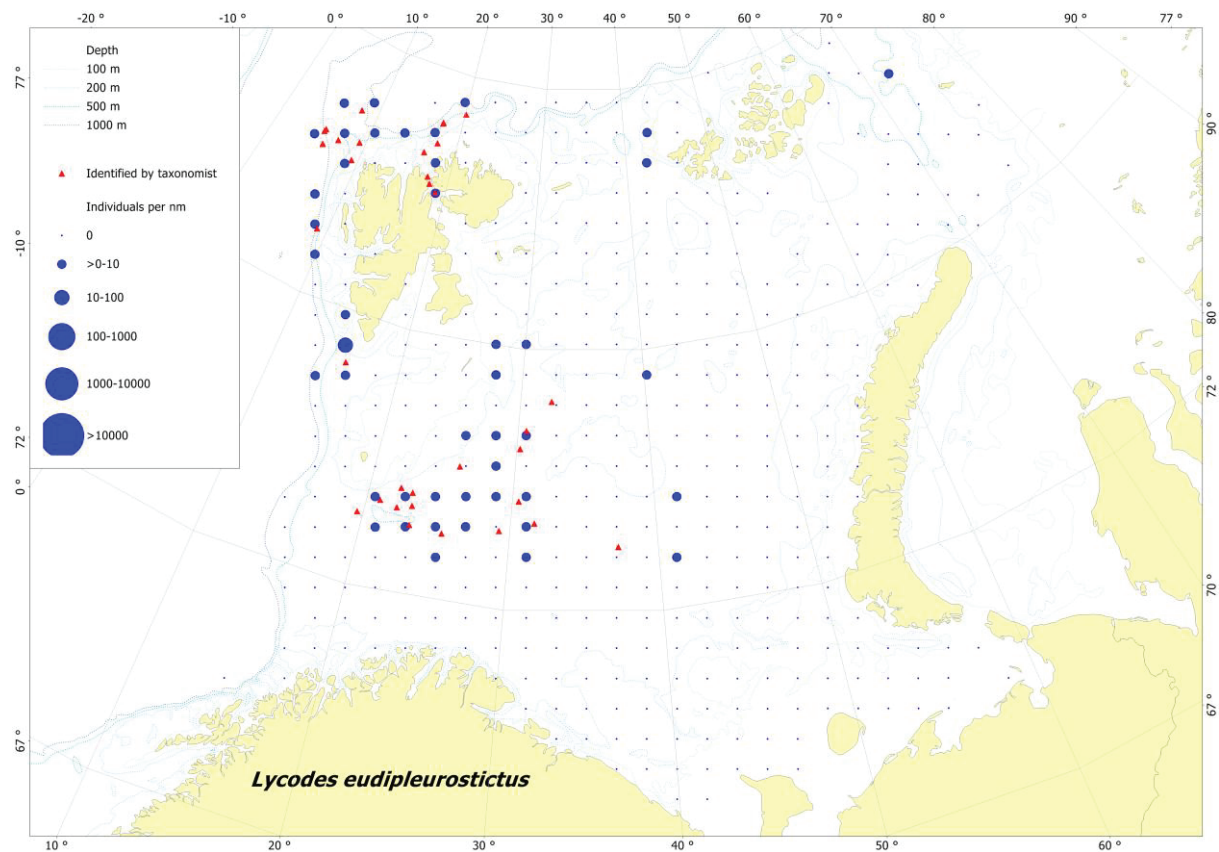 -20 ° -10 ° 0 ° 10 ° 20 ° 30 ° 40 ° 50 ° 60 ° 70 ° 80 ° 90 ° 77 °
Depth
100 m
200 m
500 m
1000 m
Identified by taxonomist
Individuals per nm
0
>0-10
10-100
100-1000
1000-10000
>10000
77 °
-10 °
72 °
0 °
67 °
90 °
80 °
72 °
70 °
67 °
Lycodes eudipleurostictus
10 ° 20 ° 30 ° 40 ° 50 ° 60 °